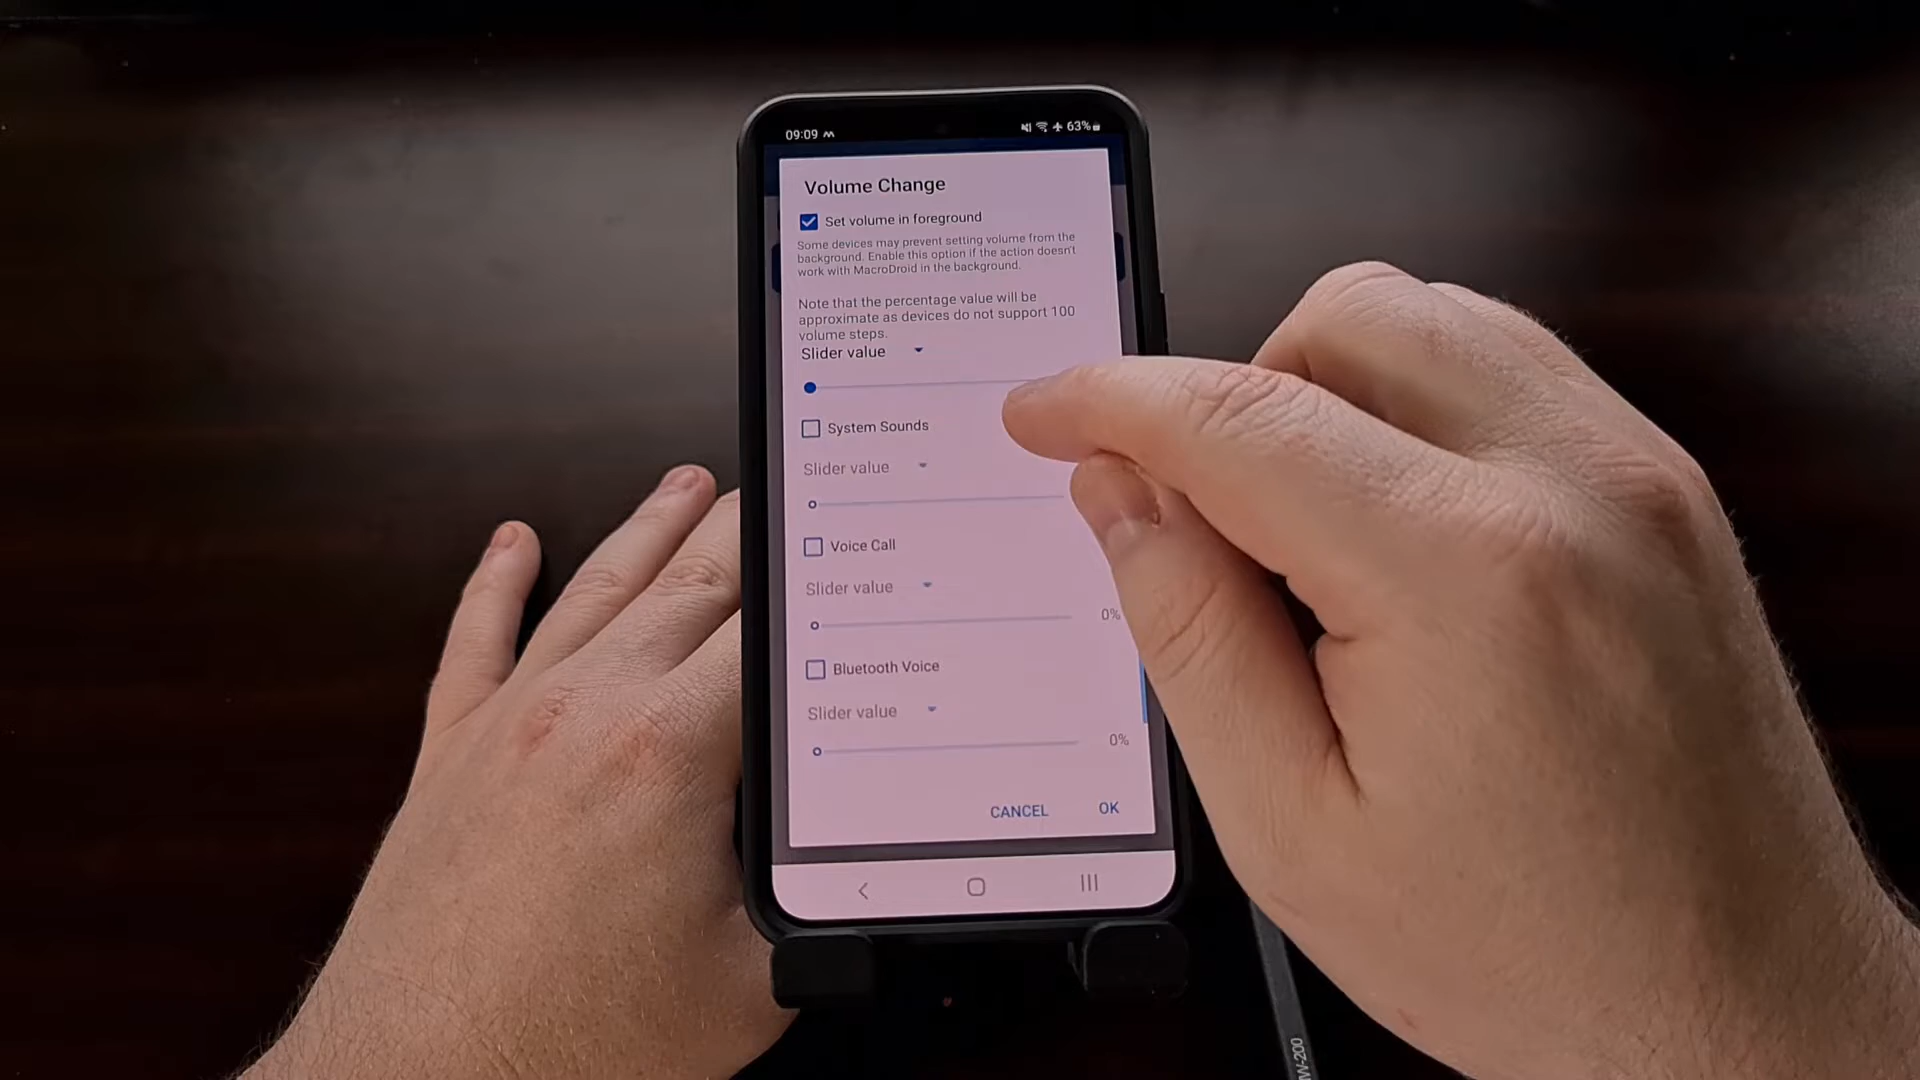 09:09
63%
Volume Change
Set volume in foreground
Some devices may prevent setting volume from the
background. Enable this option if the action doesn't
work with MacroDroid in the background.
Note that the percentage value will be
approximate as devices do not support 100
volume steps.
Slider value
System Sounds
Slider value
Voice Call
Slider value
0%
Bluetooth Voice
Slider value
0%
CANCEL OK